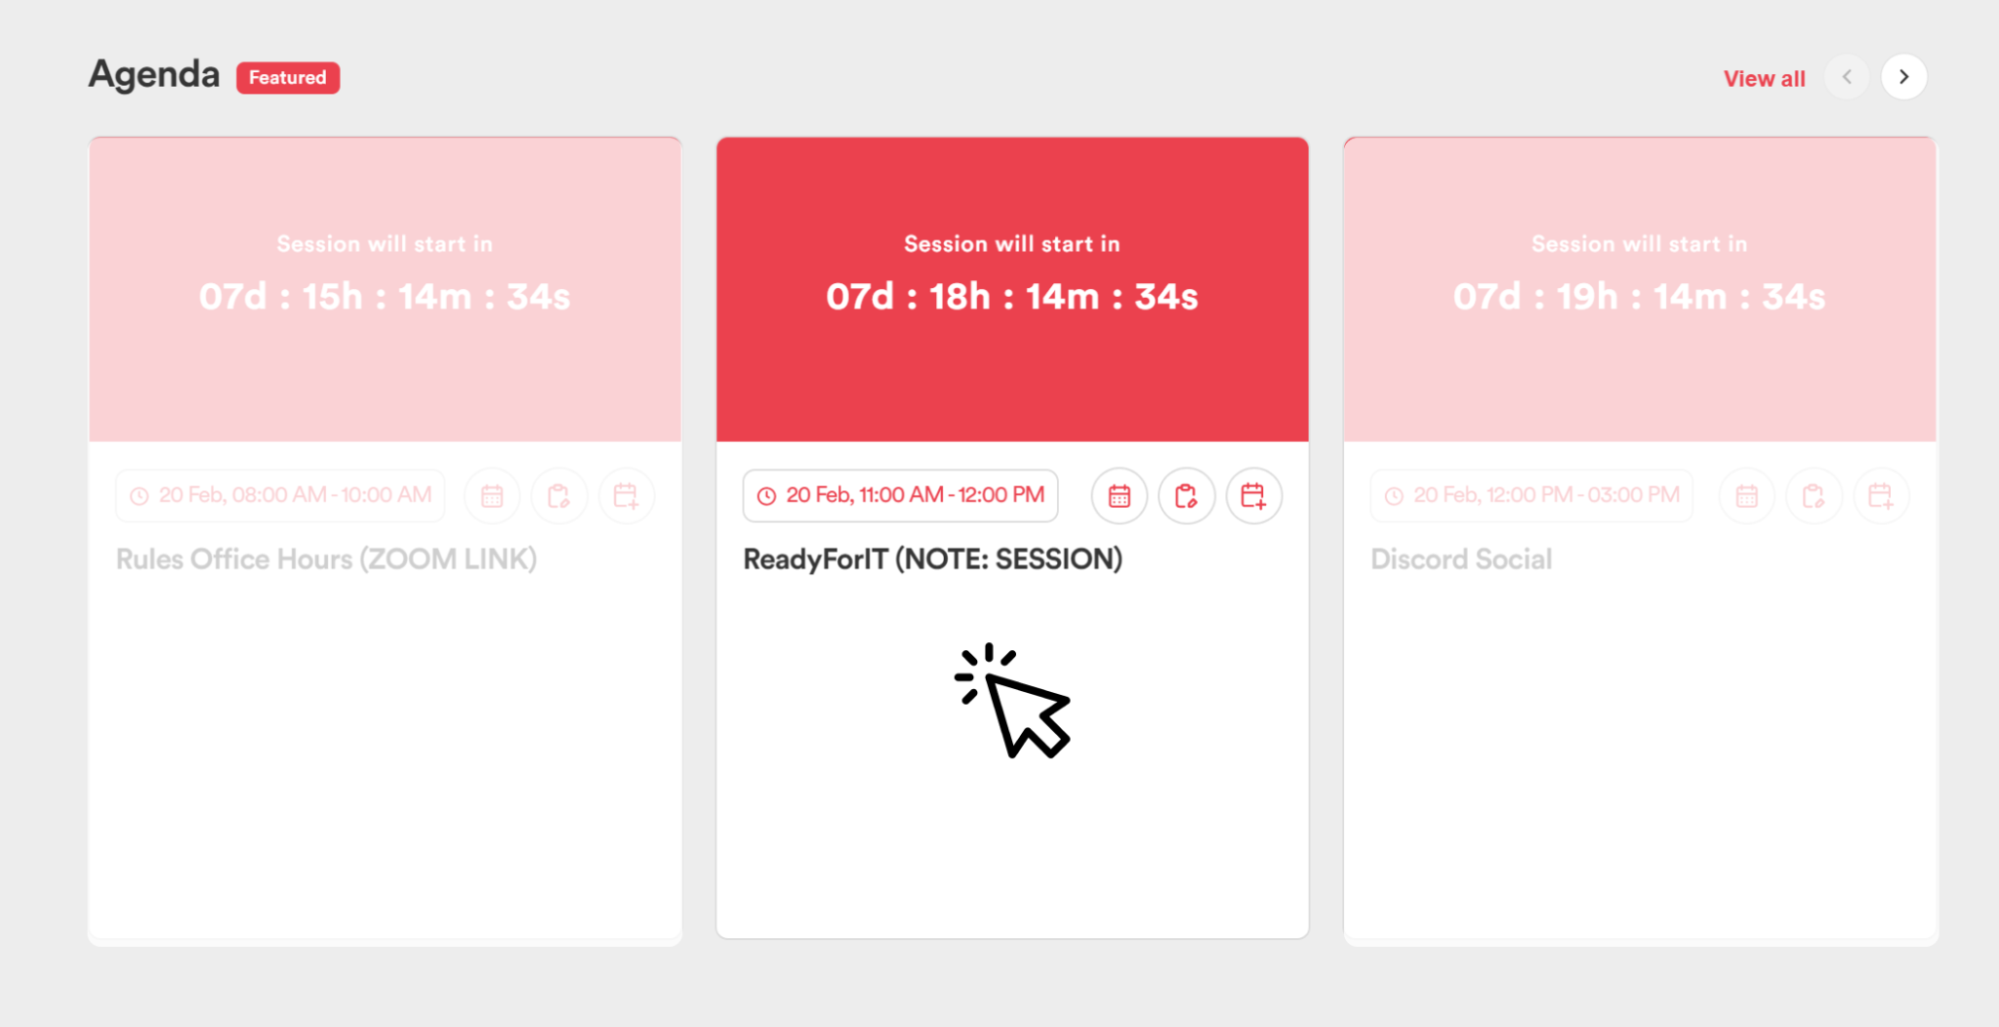 Agenda Featured View all
Session will start in
07d : 15h : 14m : 34s
20 Feb, 08:00 AM - 10:00 AM
Rules Office Hours (ZOOM LINK)
Session will start in
07d : 18h : 14m : 34s
20 Feb, 11:00 AM - 12:00 PM
ReadyForIT (NOTE: SESSION)
Session will start in
07d : 19h : 14m : 34s
20 Feb, 12:00 PM - 03:00 PM
Discord Social